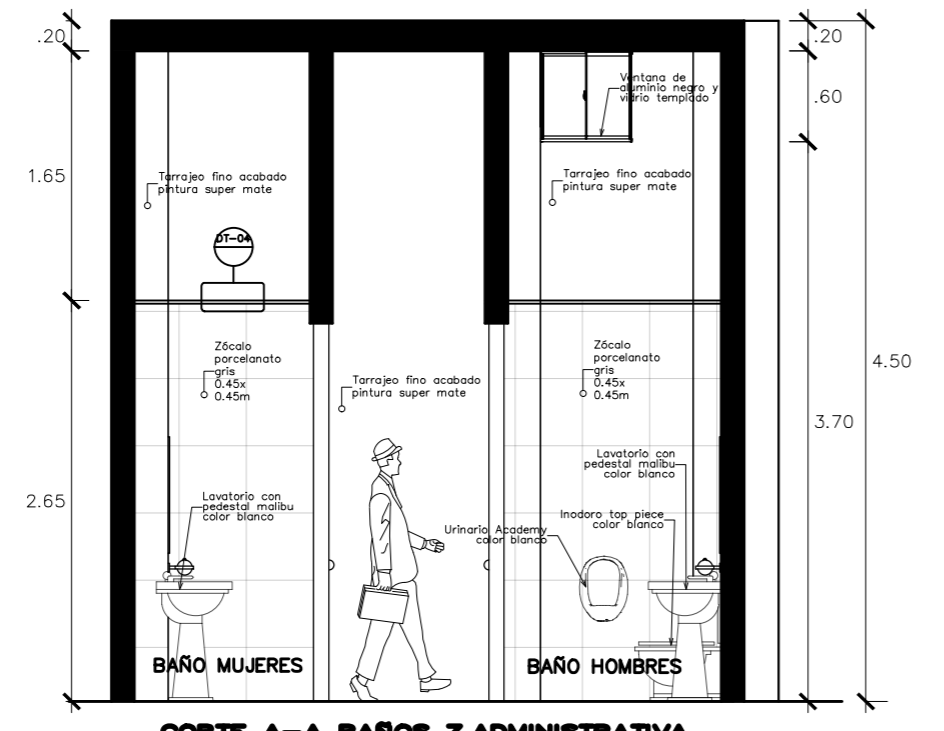 .20
.20
Ventana de
aluminio negro y
vidrio templado
.60
1.65
Tarrajeo fino acabado
pintura super mate
Tarrajeo fino acabado
pintura super mate
DT-04
Zócalo
porcelanato
gris
0.45x
0.45m
Zócalo
porcelanato
gris
0.45x
0.45m
4.50
Tarrajeo fino acabado
pintura super mate
3.70
2.65
Lavatorio con
pedestal malibu
color blanco
Lavatorio con
pedestal malibu
color blanco
Inodoro top piece
color blanco
Urinario Academy
color blanco
BAÑO MUJERES
BAÑO HOMBRES
CORTE A-A BAÑOS Z.ADMINISTRATIVA